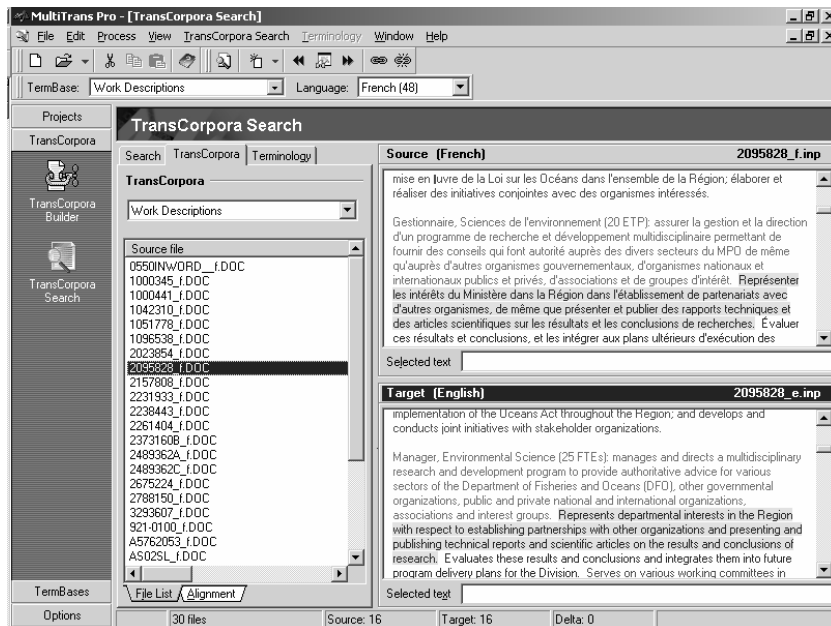 MultiTrans Pro - [TransCorpora Search]
File Edit Process View TransCorpora Search Terminology Window Help
TermBase: Work Descriptions Language: French (48)
Projects
TransCorpora
TransCorpora Builder
TransCorpora Search
TermBases
Options
TransCorpora Search
Search TransCorpora Terminology
TransCorpora
Work Descriptions
Source file
0550INWORD__f.DOC
1000345_f.DOC
1000441_f.DOC
1042310_f.DOC
1051778_f.DOC
1096538_f.DOC
2023854_f.DOC
2095828_f.DOC
2157808_f.DOC
2231933_f.DOC
2238443_f.DOC
2261404_f.DOC
2373160B_f.DOC
2489362A_f.DOC
2489362C_f.DOC
2675224_f.DOC
2788150_f.DOC
3293607_f.DOC
921-0100_f.DOC
A5762053_f.DOC
AS02SL_f.DOC
File List Alignment
Source (French) 2095828_f.inp
mise en luvre de la Loi sur les Océans dans l'ensemble de la Région; élaborer et
réaliser des initiatives conjointes avec des organismes intéressés.
Gestionnaire, Sciences de l'environnement (20 ETP): assurer la gestion et la direction
d'un programme de recherche et développement multidisciplinaire permettant de
fournir des conseils qui font autorité auprès des divers secteurs du MPO de même
qu'auprès d'autres organismes gouvernementaux, d'organismes nationaux et
internationaux publics et privés, d'associations et de groupes d'intérêt. Représenter
les intérêts du Ministère dans la Région dans l'établissement de partenariats avec
d'autres organismes, de même que présenter et publier des rapports techniques et
des articles scientifiques sur les résultats et les conclusions de recherches. Évaluer
ces résultats et conclusions, et les intégrer aux plans ultérieurs d'exécution des
Selected text
Target (English) 2095828_e.inp
implementation of the Oceans Act throughout the Region; and develops and
conducts joint initiatives with stakeholder organizations.
Manager, Environmental Science (25 FTEs): manages and directs a multidisciplinary
research and development program to provide authoritative advice for various
sectors of the Department of Fisheries and Oceans (DFO), other governmental
organizations, public and private national and international organizations,
associations and interest groups. Represents departmental interests in the Region
with respect to establishing partnerships with other organizations and presenting and
publishing technical reports and scientific articles on the results and conclusions of
research. Evaluates these results and conclusions and integrates them into future
program delivery plans for the Division. Serves on various working committees in
Selected text
30 files Source: 16 Target: 16 Delta: 0